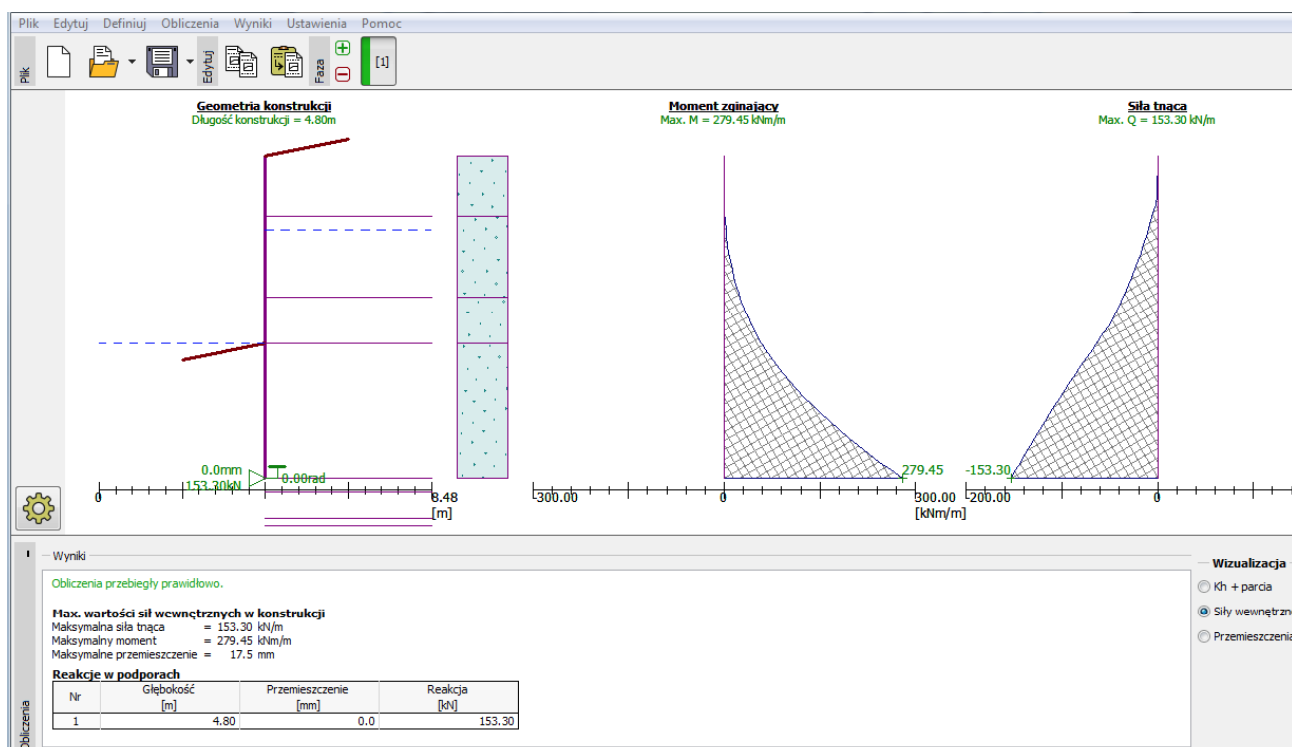 Plik Edytuj Definiuj Obliczenia Wyniki Ustawienia Pomoc
Plik
Edytuj
Faza
[1]
Geometria konstrukcji
Długość konstrukcji = 4.80m
Moment zginający
Max. M = 279.45 kNm/m
Siła tnąca
Max. Q = 153.30 kN/m
0.0mm
153.30kN
0.00rad
279.45
-153.30
0
8.48
[m]
-300.00
0
300.00
[kNm/m]
-200.00
0
Wyniki
Obliczenia przebiegły prawidłowo.
Max. wartości sił wewnętrznych w konstrukcji
Maksymalna siła tnąca = 153.30 kN/m
Maksymalny moment = 279.45 kNm/m
Maksymalne przemieszczenie = 17.5 mm
Reakcje w podporach
Nr Głębokość Przemieszczenie Reakcja
[m] [mm] [kN]
1 4.80 0.0 153.30
Obliczenia
Wizualizacja
Kh + parcia
Siły wewnętrzne
Przemieszczenia